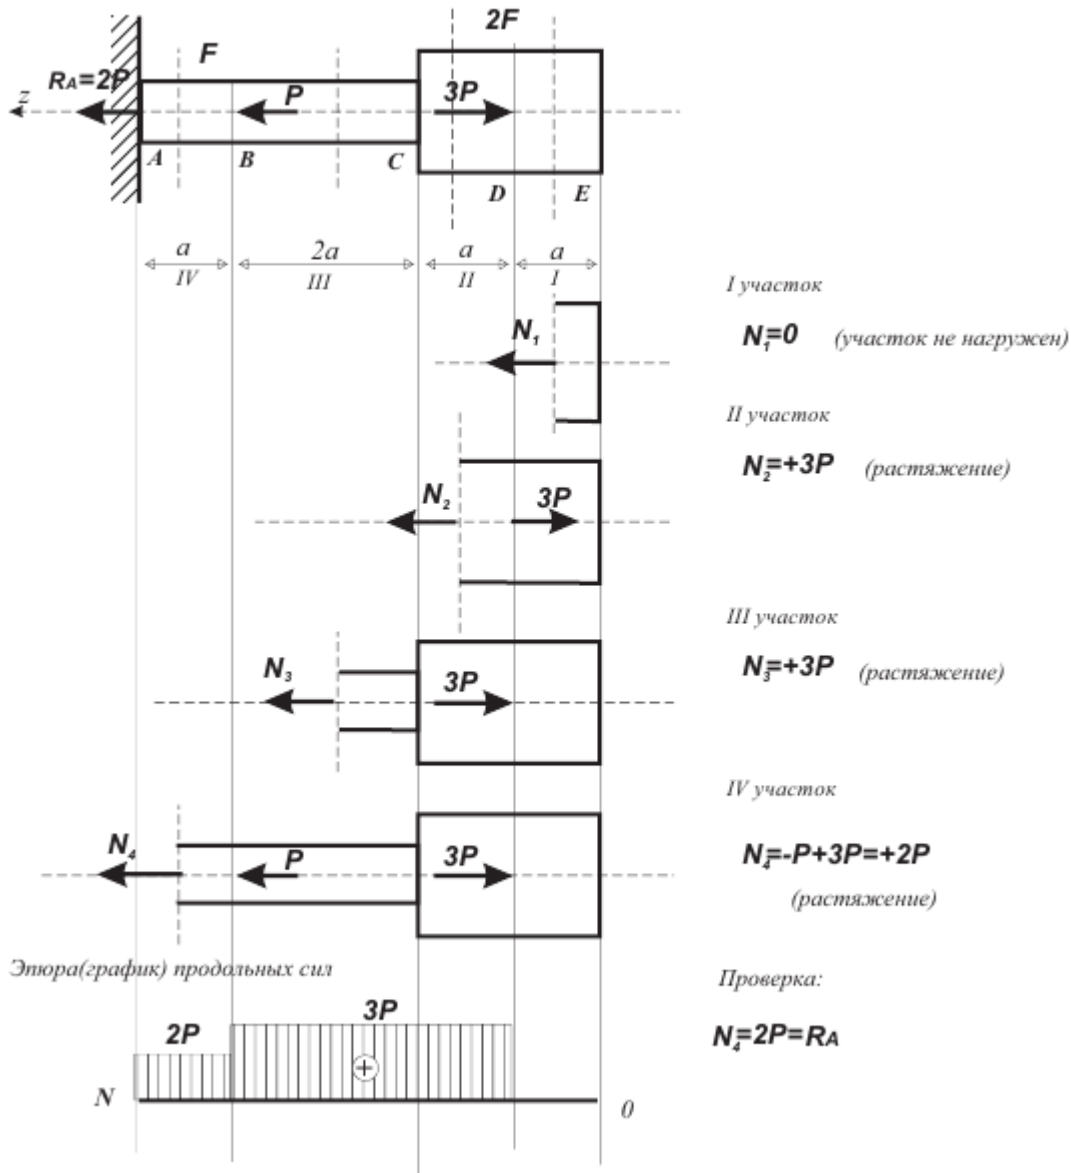 2F
F
RA=2P
z
P
3P
A
B
C
D
E
a
2a
a
a
IV
III
II
I
I участок
N₁
N₁=0 (участок не нагружен)
II участок
N₂=+3P (растяжение)
N₂
3P
III участок
N₃
3P
N₃=+3P (растяжение)
IV участок
N₄
P
3P
N₄=-P+3P=+2P
(растяжение)
Эпюра(график) продольных сил
Проверка:
3P
2P
N₄=2P=RA
+
N
0